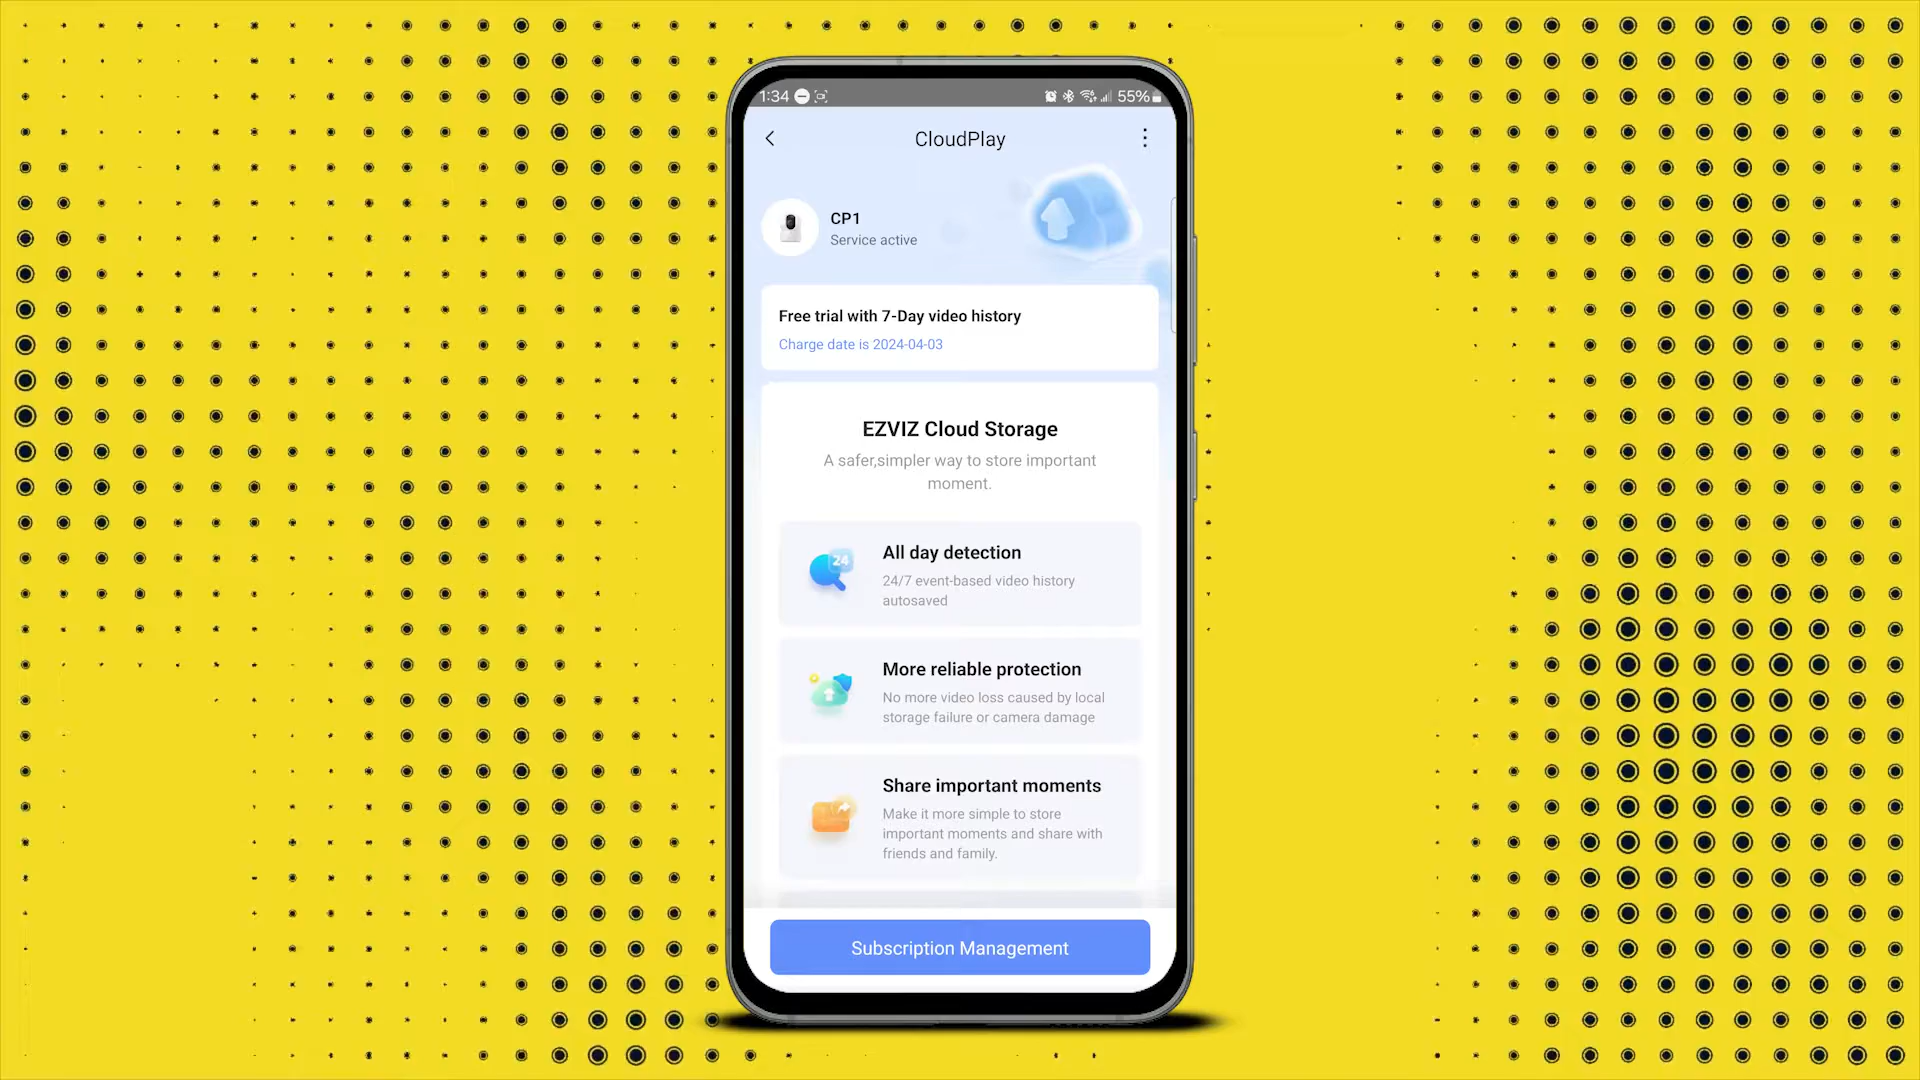 1:34 55%
CloudPlay
CP1
Service active
Free trial with 7-Day video history
Charge date is 2024-04-03
EZVIZ Cloud Storage
A safer,simpler way to store important
moment.
24
All day detection
24/7 event-based video history
autosaved
More reliable protection
No more video loss caused by local
storage failure or camera damage
Share important moments
Make it more simple to store
important moments and share with
friends and family.
Subscription Management